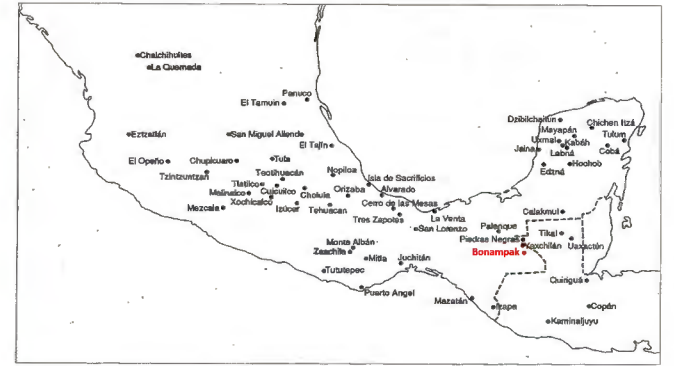 Chalchihuites
La Quemada
Panuco
El Tamuin
Dzibilchaltún
Chichen Itzá
Mayapán
Tulum
Eztzatlán
San Miguel Allende
Uxmal
Kabáh
El Tajín
Jaina
Labná
Cobá
El Opeño
Chupicuaro
Tula
Hochob
Edzná
Tzintzuntzan
Teotihuacán
Nopiloa
Isla de Sacrificios
Tlatilco
Cuicuilco
Malinalco
Cholula
Orizaba
Alvarado
Xochicalco
Cerro de las Mesas
Mezcala
Izúcar
Tehuacan
Calakmul
Tres Zapotes
La Venta
San Lorenzo
Palenque
Tikal
Piedras Negras
Uaxactún
Yaxchilán
Monte Albán
Zaachila
Bonampak
Mitla
Juchitán
Tututepec
Quiriguá
Puerto Angel
Mazatán
Izapa
Copán
Kaminaljuyu